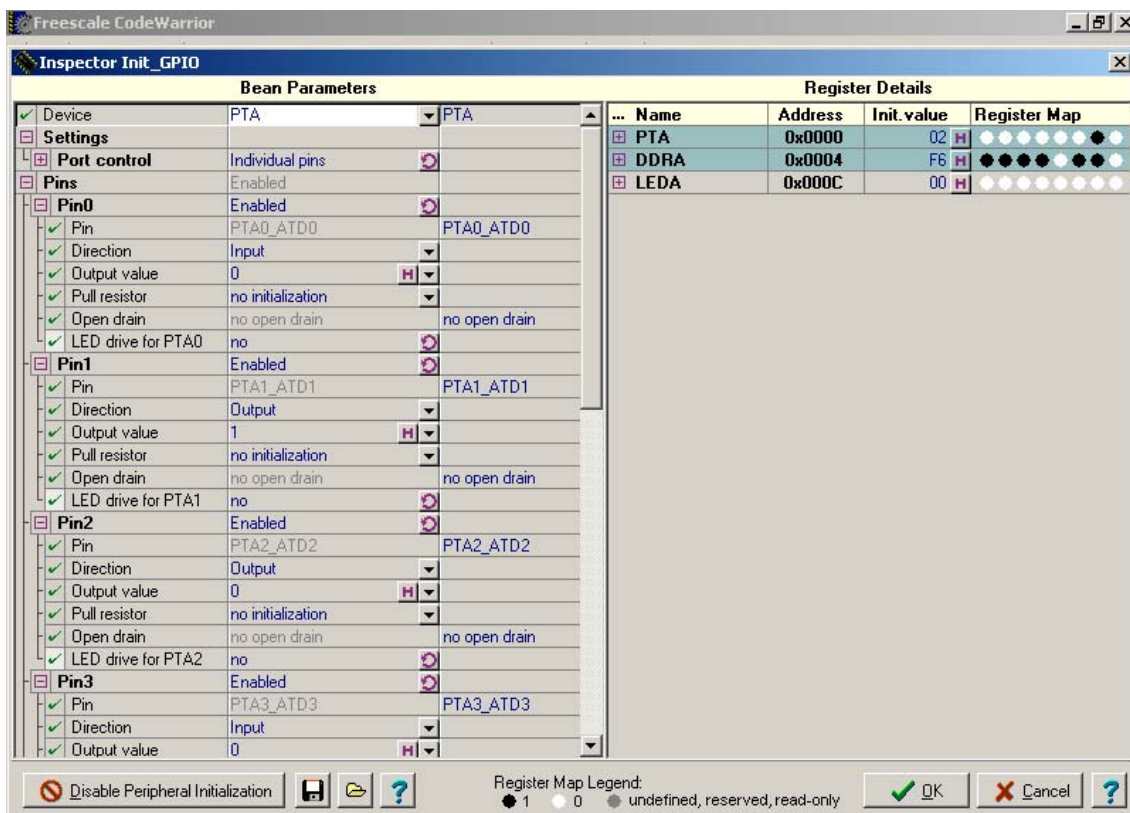 Freescale CodeWarrior
Inspector Init_GPIO
Bean Parameters
Device PTA PTA
Settings
Port control Individual pins
Pins Enabled
Pin0 Enabled
Pin PTA0_ATD0 PTA0_ATD0
Direction Input
Output value 0 H
Pull resistor no initialization
Open drain no open drain no open drain
LED drive for PTA0 no
Pin1 Enabled
Pin PTA1_ATD1 PTA1_ATD1
Direction Output
Output value 1 H
Pull resistor no initialization
Open drain no open drain no open drain
LED drive for PTA1 no
Pin2 Enabled
Pin PTA2_ATD2 PTA2_ATD2
Direction Output
Output value 0 H
Pull resistor no initialization
Open drain no open drain no open drain
LED drive for PTA2 no
Pin3 Enabled
Pin PTA3_ATD3 PTA3_ATD3
Direction Input
Output value 0 H
Register Details
... Name Address Init.value Register Map
PTA 0x0000 02 H
DDRA 0x0004 F6 H
LEDA 0x000C 00 H
Disable Peripheral Initialization ?
Register Map Legend:
1 0 undefined, reserved, read-only
OK Cancel ?